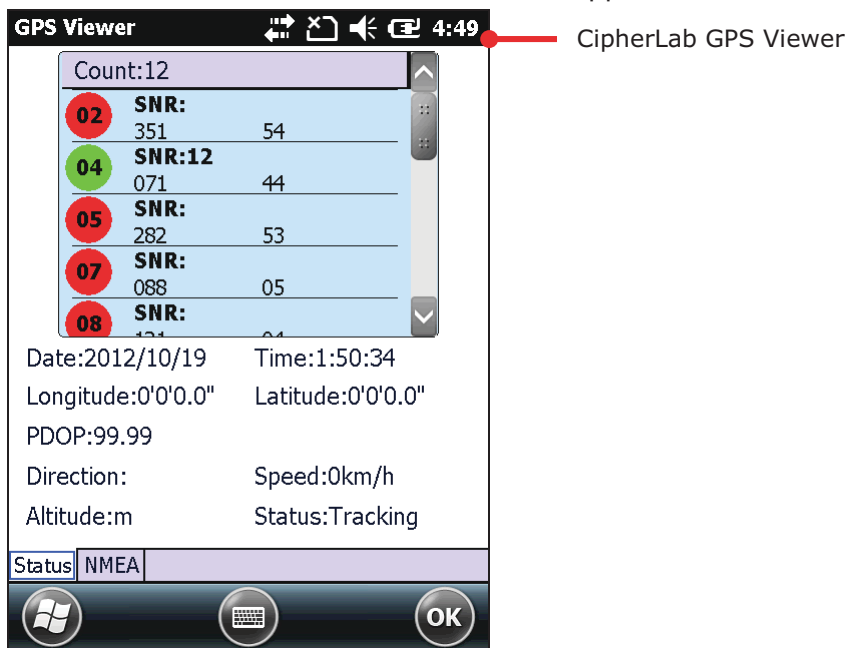 GPS Viewer 4:49
CipherLab GPS Viewer
Count:12
02 SNR:
351 54
04 SNR:12
071 44
05 SNR:
282 53
07 SNR:
088 05
08 SNR:
Date:2012/10/19 Time:1:50:34
Longitude:0'0'0.0" Latitude:0'0'0.0"
PDOP:99.99
Direction: Speed:0km/h
Altitude:m Status:Tracking
Status NMEA
OK